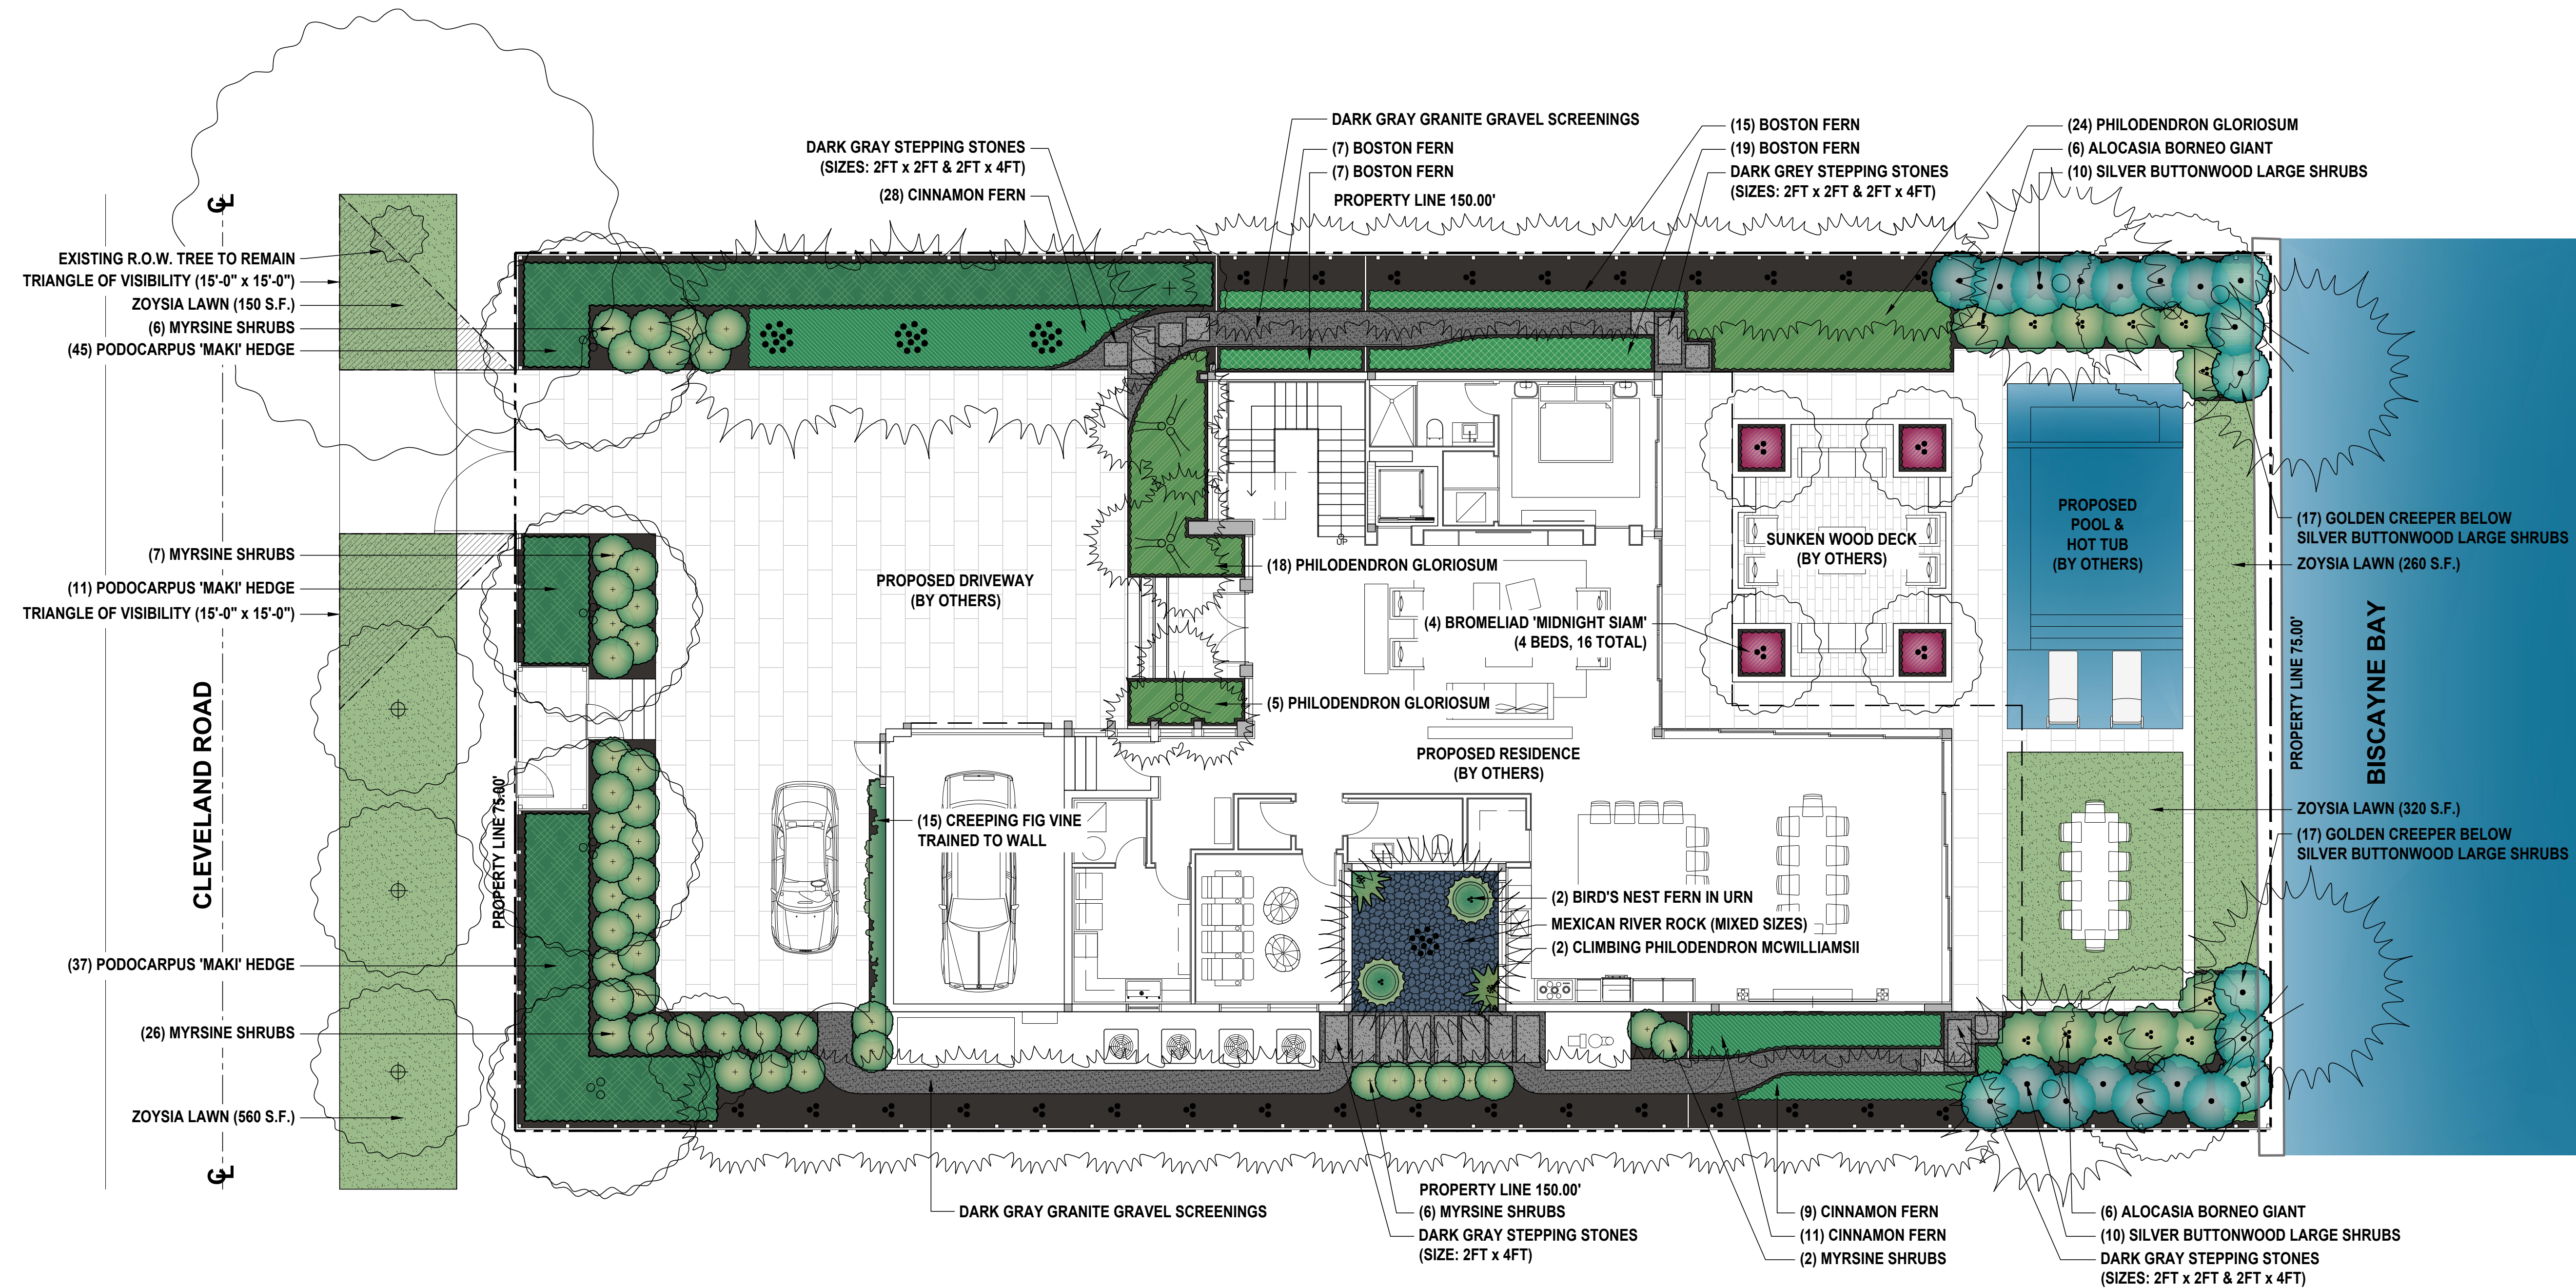 DARK GRAY GRANITE GRAVEL SCREENINGS
(7) BOSTON FERN
(7) BOSTON FERN
PROPERTY LINE 150.00'
DARK GRAY STEPPING STONES
(SIZES: 2FT x 2FT & 2FT x 4FT)
(28) CINNAMON FERN
(15) BOSTON FERN
(19) BOSTON FERN
DARK GREY STEPPING STONES
(SIZES: 2FT x 2FT & 2FT x 4FT)
(24) PHILODENDRON GLORIOSUM
(6) ALOCASIA BORNEO GIANT
(10) SILVER BUTTONWOOD LARGE SHRUBS
CL
EXISTING R.O.W. TREE TO REMAIN
TRIANGLE OF VISIBILITY (15'-0" x 15'-0")
ZOYSIA LAWN (150 S.F.)
(6) MYRSINE SHRUBS
(45) PODOCARPUS 'MAKI' HEDGE
(7) MYRSINE SHRUBS
(11) PODOCARPUS 'MAKI' HEDGE
TRIANGLE OF VISIBILITY (15'-0" x 15'-0")
CLEVELAND ROAD
PROPERTY LINE 75.00'
(37) PODOCARPUS 'MAKI' HEDGE
(26) MYRSINE SHRUBS
ZOYSIA LAWN (560 S.F.)
CL
PROPOSED DRIVEWAY
(BY OTHERS)
(18) PHILODENDRON GLORIOSUM
UP
(4) BROMELIAD 'MIDNIGHT SIAM'
(4 BEDS, 16 TOTAL)
(5) PHILODENDRON GLORIOSUM
PROPOSED RESIDENCE
(BY OTHERS)
(15) CREEPING FIG VINE
TRAINED TO WALL
(2) BIRD'S NEST FERN IN URN
MEXICAN RIVER ROCK (MIXED SIZES)
(2) CLIMBING PHILODENDRON MCWILLIAMSII
SUNKEN WOOD DECK
(BY OTHERS)
PROPOSED
POOL &
HOT TUB
(BY OTHERS)
(17) GOLDEN CREEPER BELOW
SILVER BUTTONWOOD LARGE SHRUBS
ZOYSIA LAWN (260 S.F.)
PROPERTY LINE 75.00'
BISCAYNE BAY
ZOYSIA LAWN (320 S.F.)
(17) GOLDEN CREEPER BELOW
SILVER BUTTONWOOD LARGE SHRUBS
DARK GRAY GRANITE GRAVEL SCREENINGS
PROPERTY LINE 150.00'
(6) MYRSINE SHRUBS
DARK GRAY STEPPING STONES
(SIZE: 2FT x 4FT)
(9) CINNAMON FERN
(11) CINNAMON FERN
(2) MYRSINE SHRUBS
(6) ALOCASIA BORNEO GIANT
(10) SILVER BUTTONWOOD LARGE SHRUBS
DARK GRAY STEPPING STONES
(SIZES: 2FT x 2FT & 2FT x 4FT)